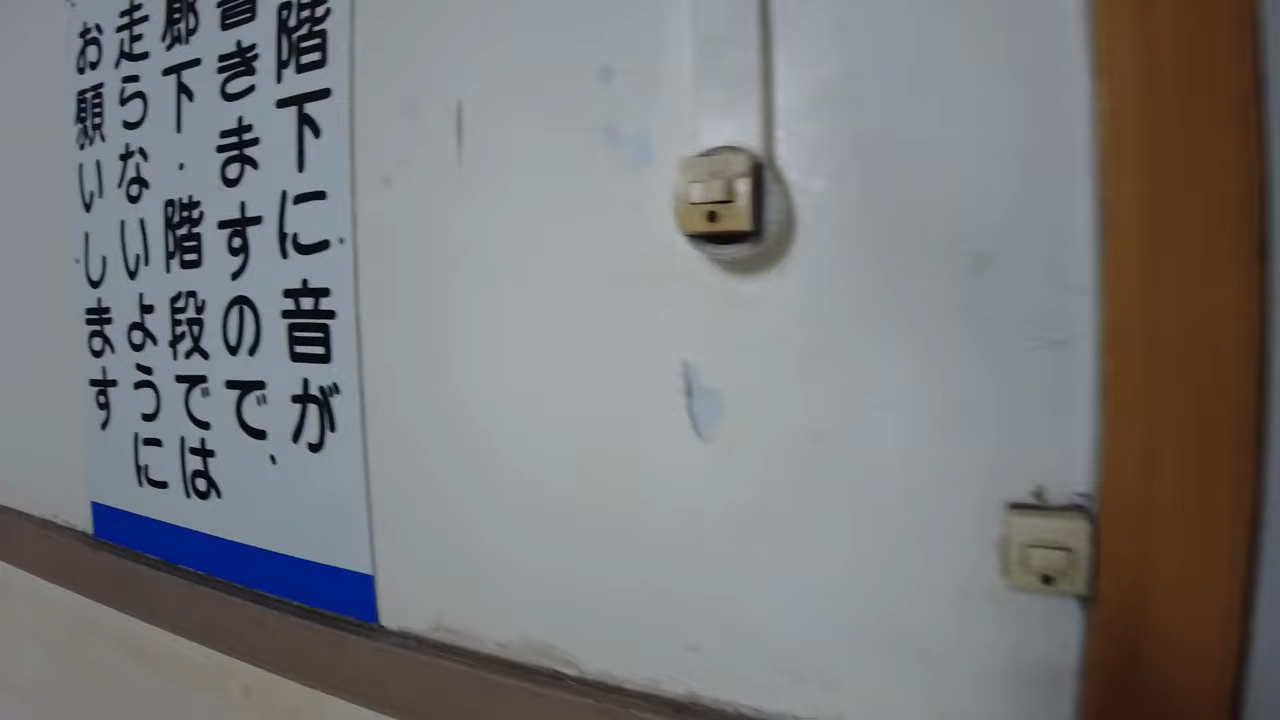 階下に音が
響きますので、
廊下・階段では
走らないように
お願いします